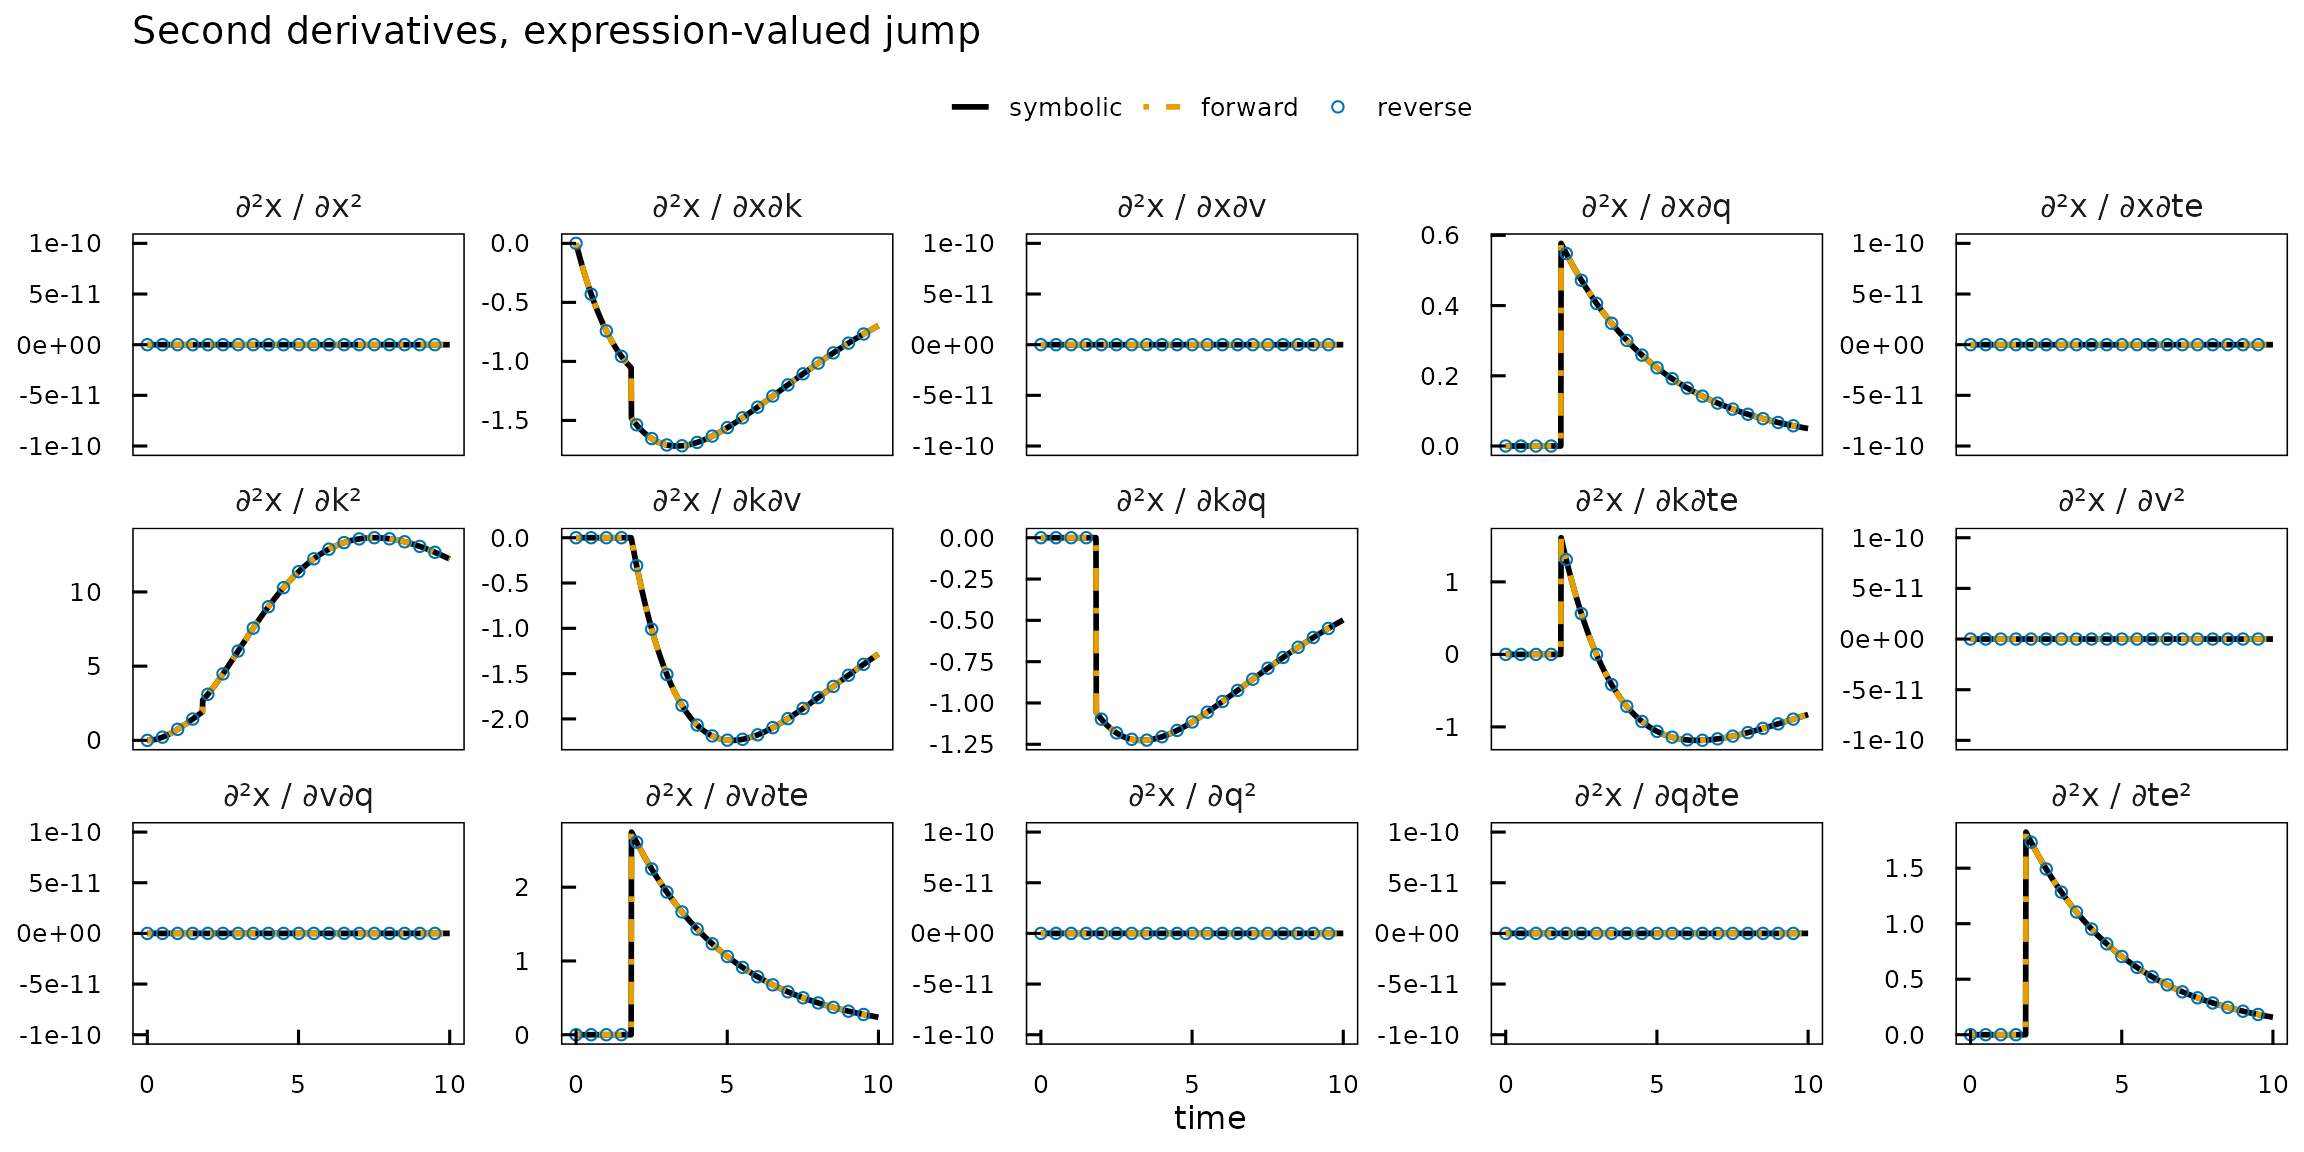 Second derivatives, expression-valued jump
symbolic forward reverse
∂²x / ∂x² ∂²x / ∂x∂k ∂²x / ∂x∂v ∂²x / ∂x∂q ∂²x / ∂x∂te
1e-10 0.0 1e-10 0.6 1e-10
5e-11 -0.5 5e-11 0.4 5e-11
0e+00 -1.0 0e+00 0.2 0e+00
-5e-11 -1.5 -5e-11 0.0 -5e-11
-1e-10 -1e-10 -1e-10
∂²x / ∂k² ∂²x / ∂k∂v ∂²x / ∂k∂q ∂²x / ∂k∂te ∂²x / ∂v²
10 0.0 0.00 1 1e-10
5 -0.5 -0.25 0 5e-11
0 -1.0 -0.50 -1 0e+00
-1.5 -0.75 -5e-11
-2.0 -1.00 -1e-10
-1.25
∂²x / ∂v∂q ∂²x / ∂v∂te ∂²x / ∂q² ∂²x / ∂q∂te ∂²x / ∂te²
1e-10 2 1e-10 1e-10 1.5
5e-11 1 5e-11 5e-11 1.0
0e+00 0 0e+00 0e+00 0.5
-5e-11 -5e-11 -5e-11 0.0
-1e-10 -1e-10 -1e-10
0 5 10 0 5 10 0 5 10 0 5 10 0 5 10
time